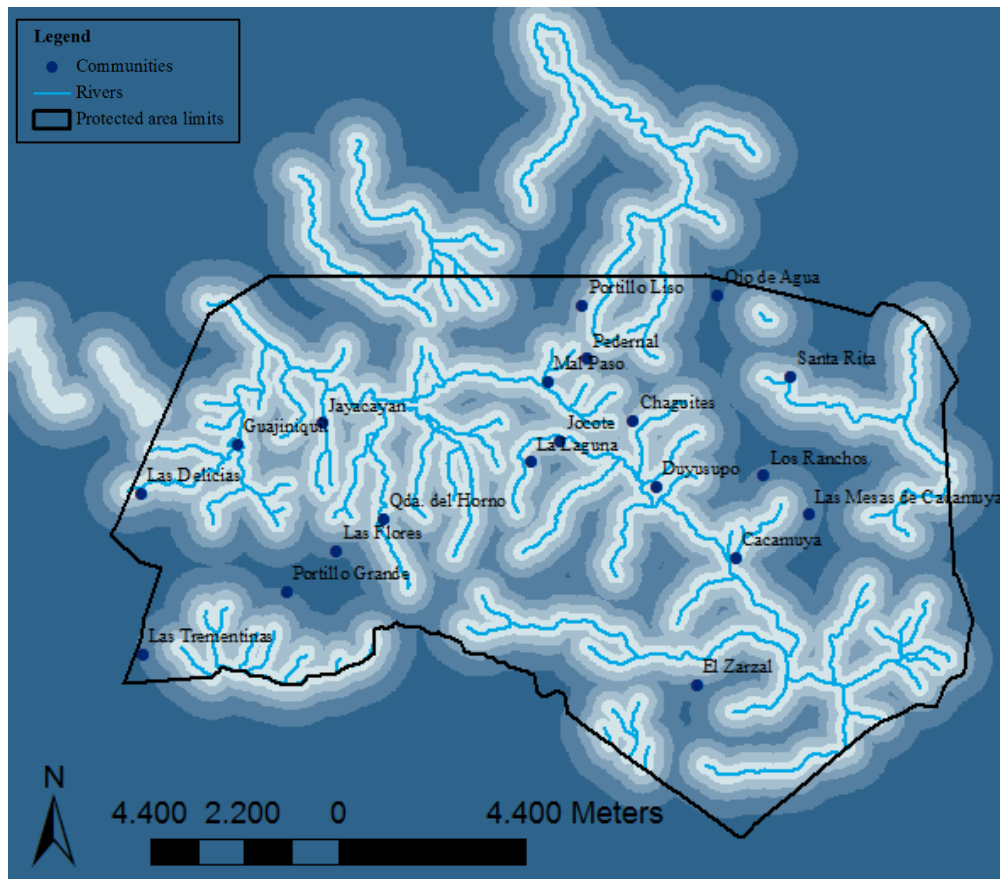 Legend
Communities
Rivers
Protected area limits
Ojo de Agua
Portillo Liso
Pedernal
Mal Paso
Santa Rita
Jayacayan
Chaguites
Guajiniquil
Jocote
La Laguna
Los Ranchos
Las Delicias
Duyusupo
Qda. del Horno
Las Mesas de Cacamuya
Las Flores
Cacamuya
Portillo Grande
Las Trementinas
El Zarzal
N
4.400 2.200 0 4.400 Meters